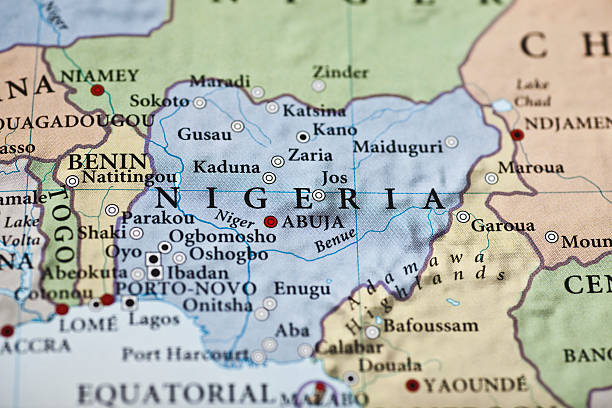 Maradi
Zinder
CH
NIAMEY
Sokoto
Katsina
Lake
Chad
NA
OUAGADOUGOU
Gusau
Kano
NDJAMEN
asso
Maiduguri
BENIN
Zaria
Kaduna
Maroua
Natitingou
Jos
amale
NIGERIA
TOGO
Lake
Volta
Parakou
Niger
ABUJA
Garoua
Shaki
Ogbomosho
Benue
Moun
Oyo
Oshogbo
NA
Abeokuta
Ibadan
Adamawa
Highlands
CEN
Cotonou
PORTO-NOVO
Enugu
Onitsha
LOMÉ
Lagos
Aba
Bafoussam
ACCRA
Port Harcourt
Calabar
BANG
Douala
EQUATORIAL
MALABO
YAOUNDÉ